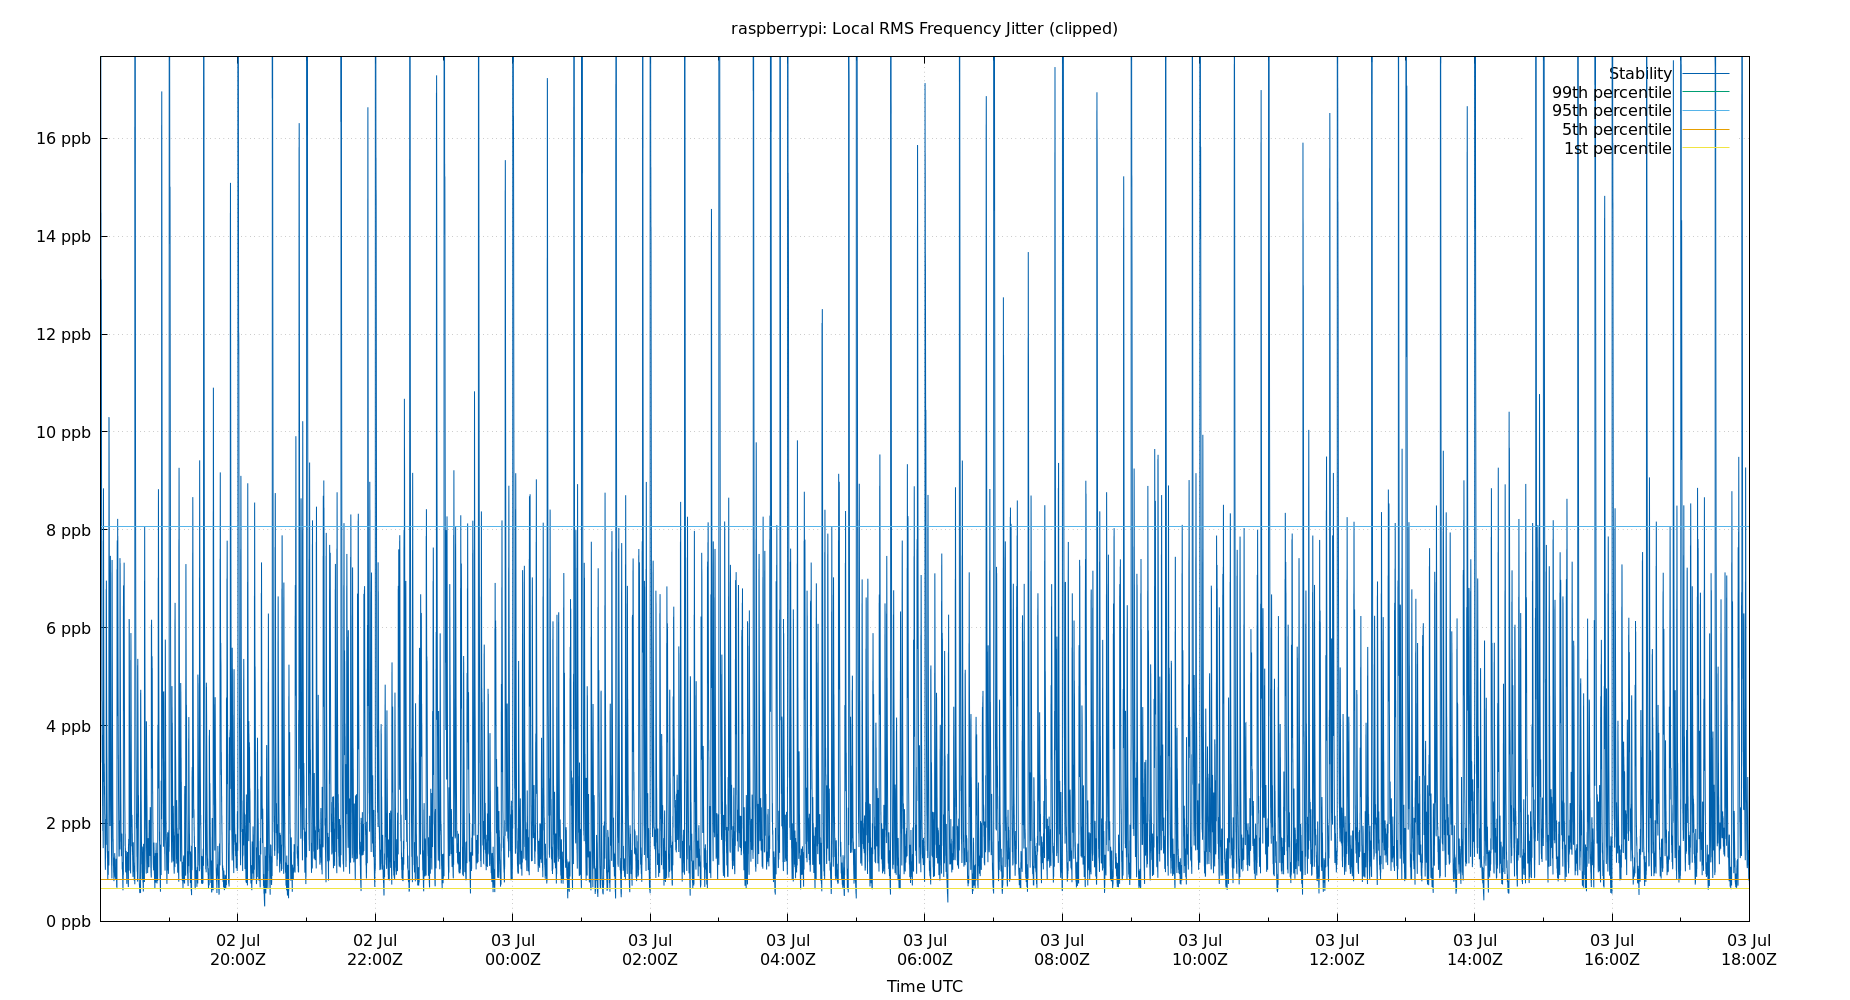 raspberrypi: Local RMS Frequency Jitter (clipped)
Stability
99th percentile
95th percentile
5th percentile
1st percentile
16 ppb
14 ppb
12 ppb
10 ppb
8 ppb
6 ppb
4 ppb
2 ppb
0 ppb
02 Jul 02 Jul 03 Jul 03 Jul 03 Jul 03 Jul 03 Jul 03 Jul 03 Jul 03 Jul 03 Jul 03 Jul
20:00Z 22:00Z 00:00Z 02:00Z 04:00Z 06:00Z 08:00Z 10:00Z 12:00Z 14:00Z 16:00Z 18:00Z
Time UTC